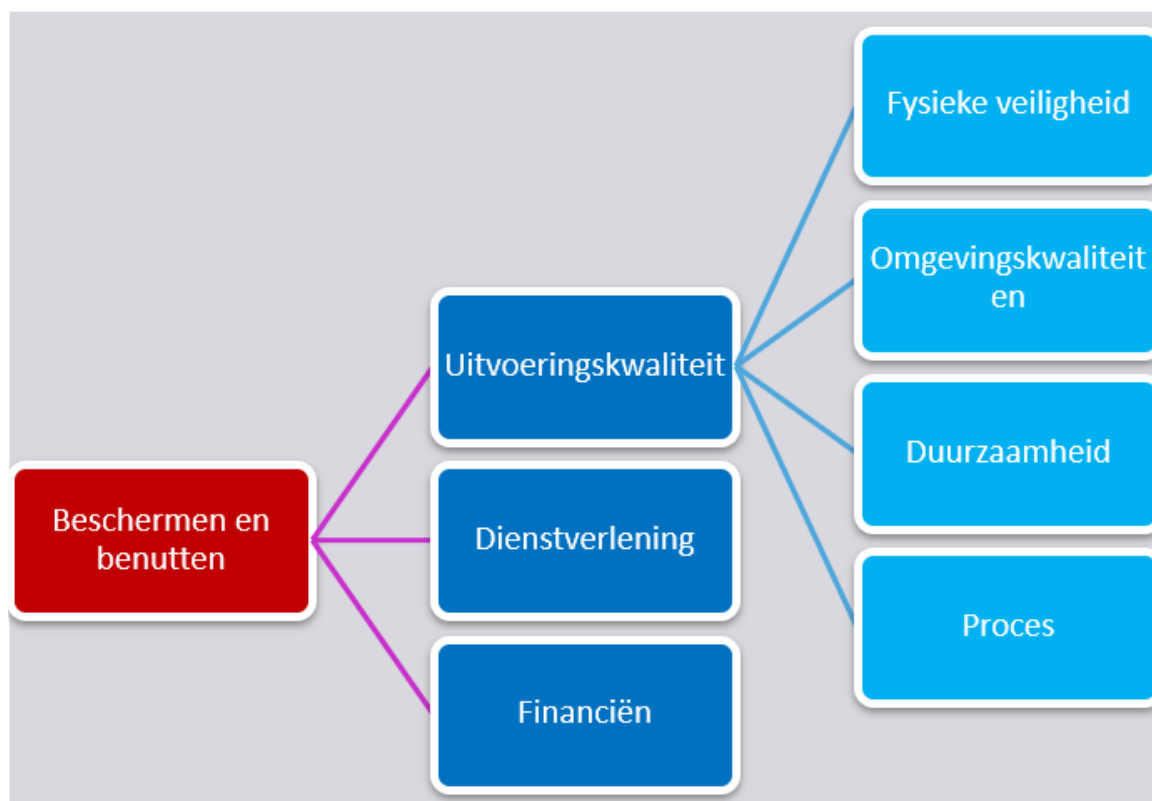 Beschermen en
benutten
Uitvoeringskwaliteit
Dienstverlening
Financiën
Fysieke veiligheid
Omgevingskwaliteit
en
Duurzaamheid
Proces